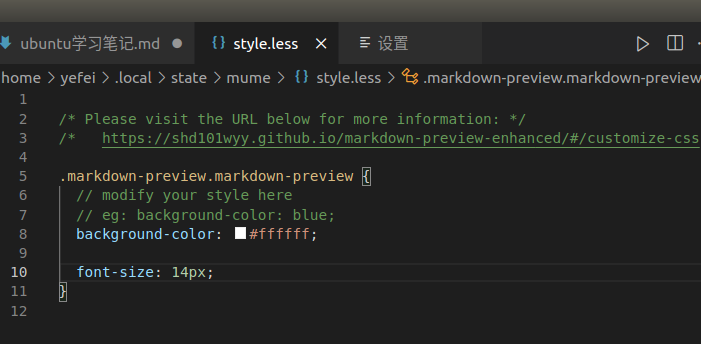 ubuntu学习笔记.md
{} style.less
设置
home > yefei > .local > state > mume > {} style.less > .markdown-preview.markdown-preview
1
2 /* Please visit the URL below for more information: */
3 /*   https://shd101wyy.github.io/markdown-preview-enhanced/#/customize-css
4
5 .markdown-preview.markdown-preview {
6   // modify your style here
7   // eg: background-color: blue;
8   background-color: #ffffff;
9
10   font-size: 14px;
11 }
12